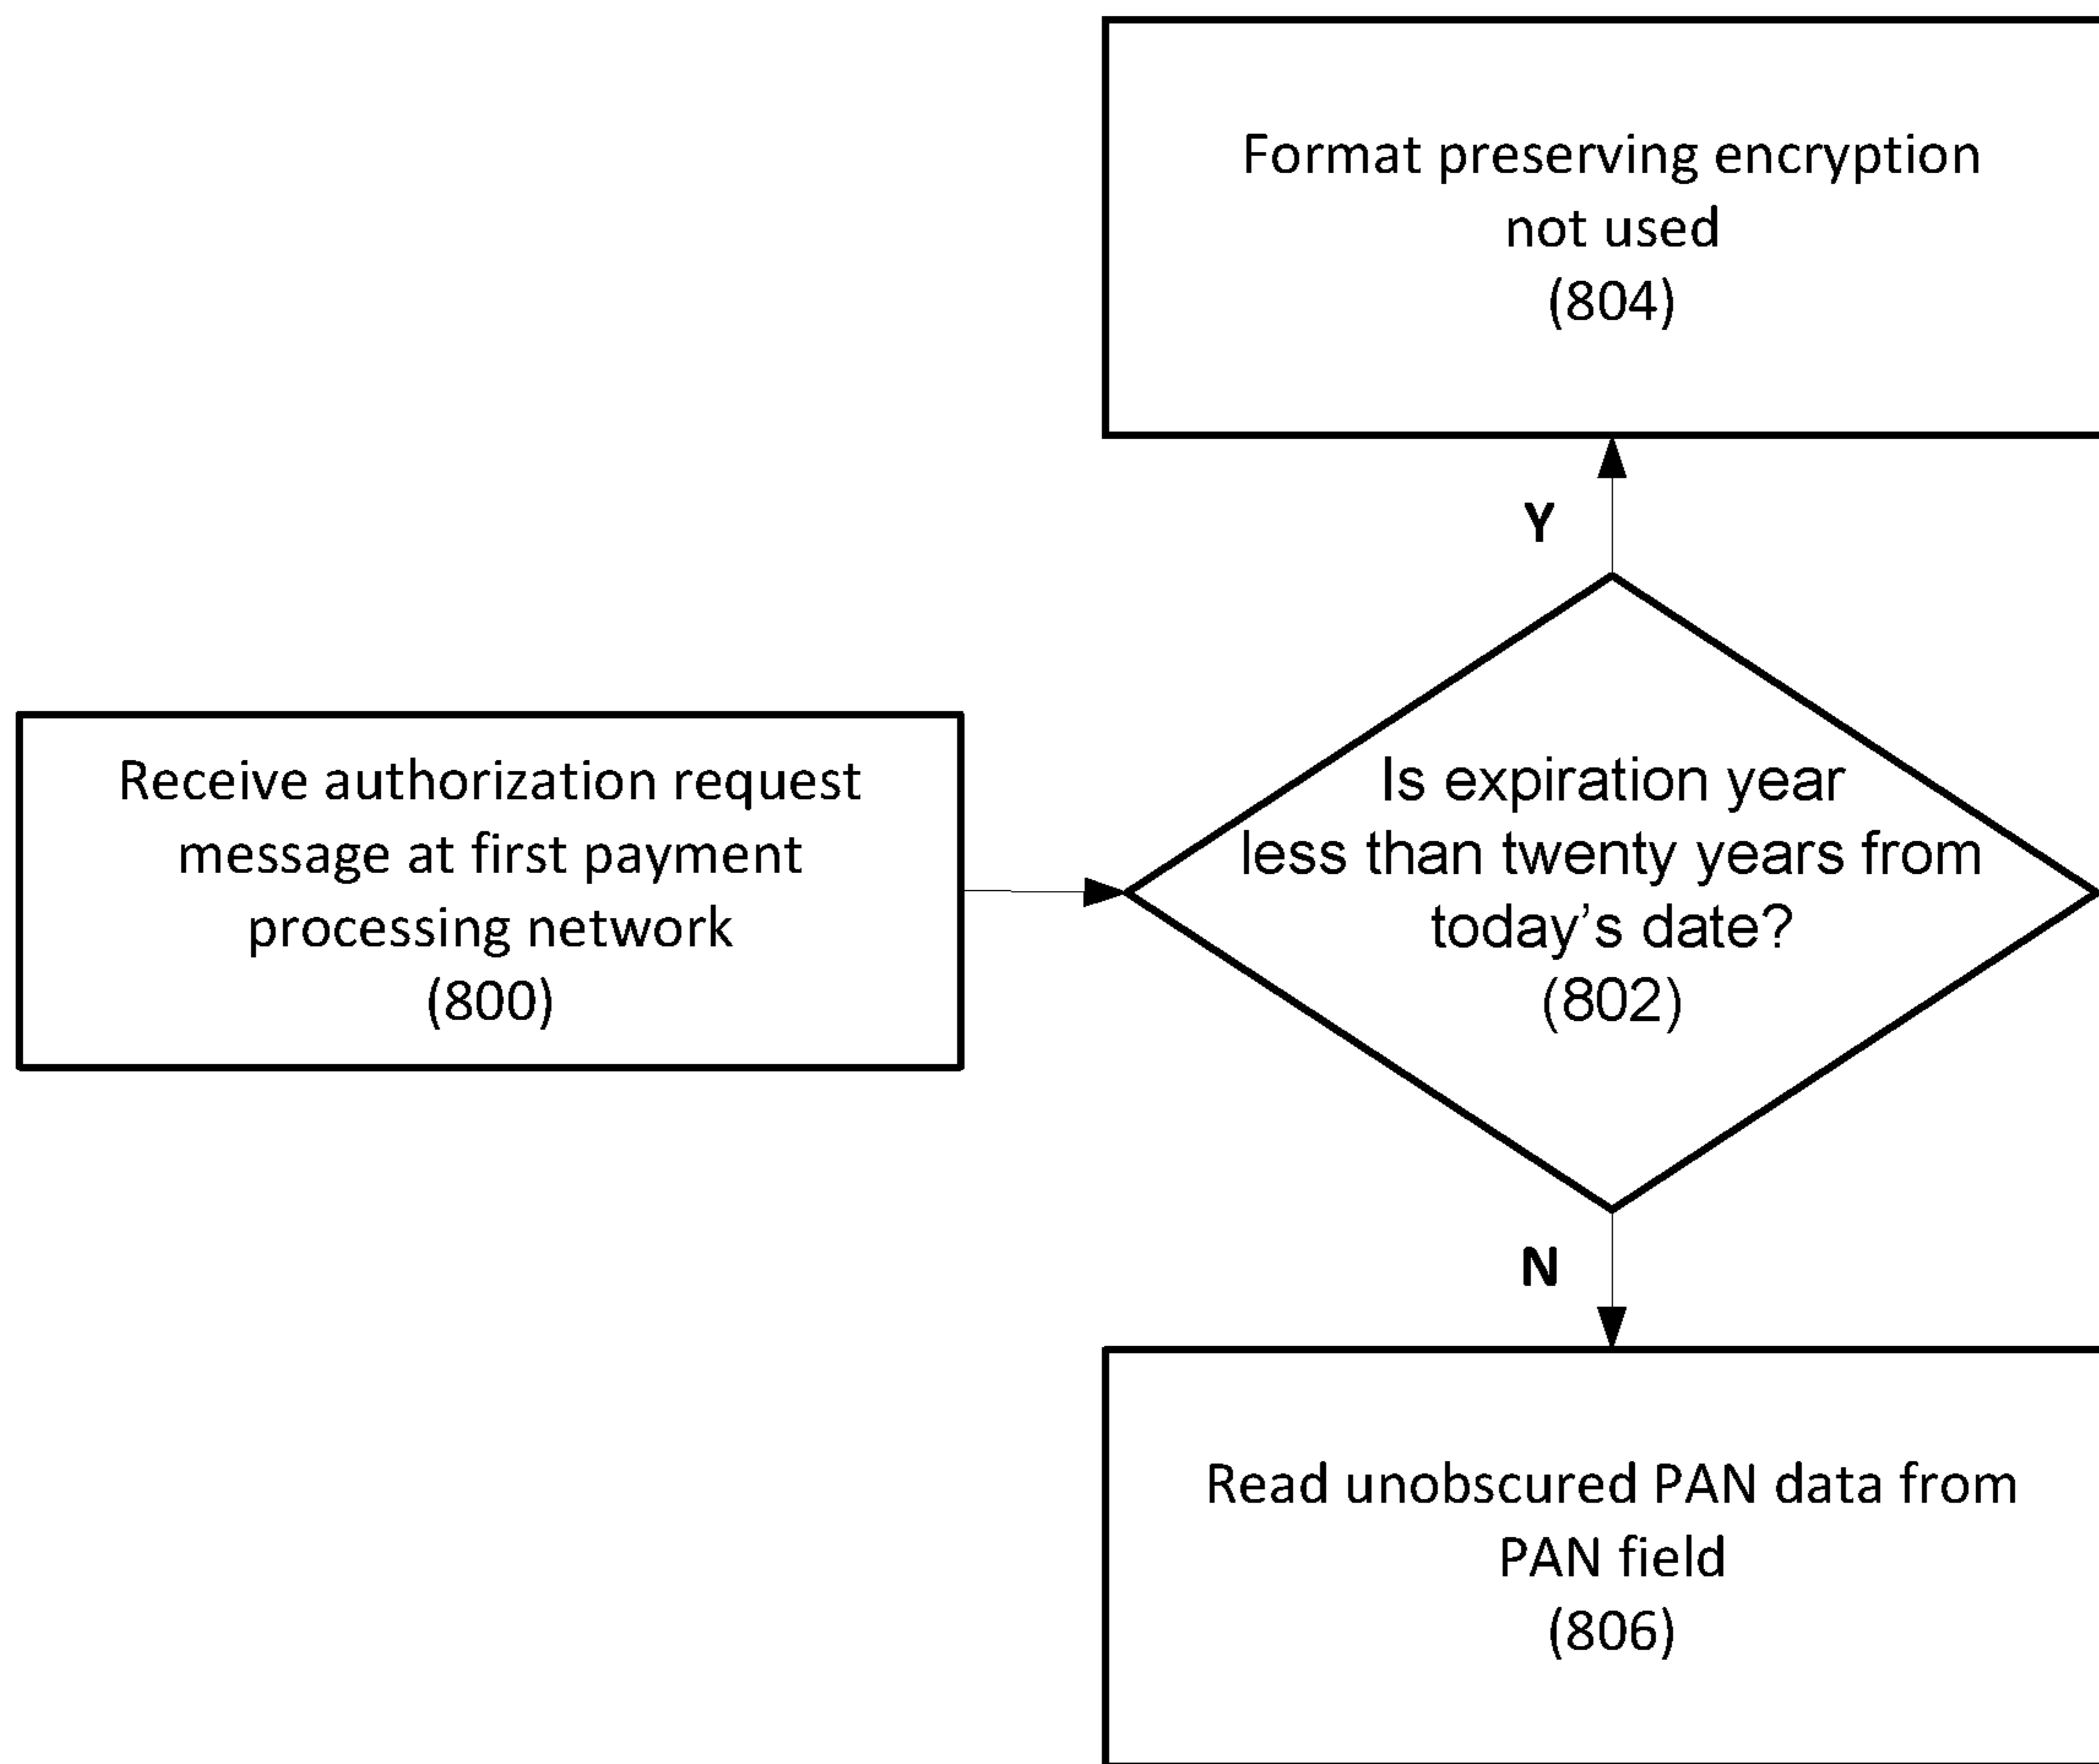 Format preserving encryption
not used
(804)
Y
Receive authorization request
message at first payment
processing network
(800)
Is expiration year
less than twenty years from
today's date?
(802)
N
Read unobscured PAN data from
PAN field
(806)